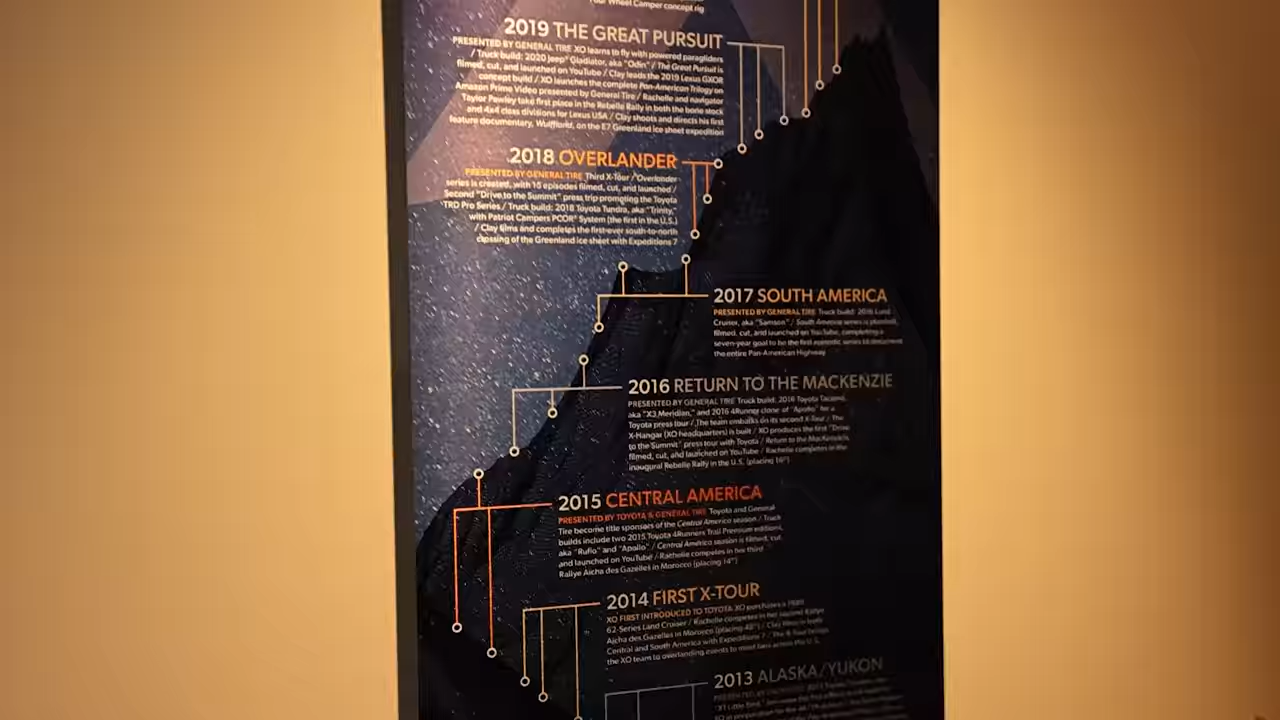 Four Wheel Camper concept rig
2019 THE GREAT PURSUIT
PRESENTED BY GENERAL TIRE XO learns to fly with powered paragliders
/ Truck build: 2020 Jeep® Gladiator, aka "Odin" / The Great Pursuit is
filmed, cut, and launched on YouTube / Clay leads the 2019 Lexus GXOR
concept build / XO launches the complete Pan-American Trilogy on
Amazon Prime Video presented by General Tire / Rachelle and navigator
Taylor Pawley take first place in the Rebelle Rally in both the bone stock
and 4x4 class divisions for Lexus USA / Clay shoots and directs his first
feature documentary, Wulffland, on the E7 Greenland ice sheet expedition
2018 OVERLANDER
PRESENTED BY GENERAL TIRE Third X-Tour / Overlander
series is created, with 15 episodes filmed, cut, and launched /
Second "Drive to the Summit" press trip promoting the Toyota
TRD Pro Series / Truck build: 2018 Toyota Tundra, aka "Trinity,"
with Patriot Campers PCOR® System (the first in the U.S.)
/ Clay films and completes the first-ever south-to-north
crossing of the Greenland ice sheet with Expeditions 7
2017 SOUTH AMERICA
PRESENTED BY GENERAL TIRE Truck build: 2016 Land
Cruiser, aka "Samson" / South America series is planned,
filmed, cut, and launched on YouTube, completing a
seven-year goal to be the first episodic series to document
the entire Pan-American Highway
2016 RETURN TO THE MACKENZIE
PRESENTED BY GENERAL TIRE Truck build: 2016 Toyota Tacoma,
aka "X3 Meridian," and 2016 4Runner clone of "Apollo" for a
Toyota press tour / The team embarks on its second X-Tour / The
X-Hangar (XO headquarters) is built / XO produces the first "Drive
to the Summit" press tour with Toyota / Return to the Mackenzie is
filmed, cut, and launched on YouTube / Rachelle competes in the
inaugural Rebelle Rally in the U.S. (placing 16th)
2015 CENTRAL AMERICA
PRESENTED BY TOYOTA & GENERAL TIRE Toyota and General
Tire become title sponsors of the Central America season / Truck
builds include two 2015 Toyota 4Runners Trail Premium editions,
aka "Rufio" and "Apollo" / Central America season is filmed, cut,
and launched on YouTube / Rachelle competes in her third
Rallye Aicha des Gazelles in Morocco (placing 14th)
2014 FIRST X-TOUR
XO FIRST INTRODUCED TO TOYOTA XO purchases a 1989
62-Series Land Cruiser / Rachelle competes in her second Rallye
Aicha des Gazelles in Morocco (placing / Clay films in
Central and South America with Expeditions 7 / The X-Tour brings
the XO team to overlanding events to meet fans across the U.S.
2013 ALASKA/YUKON